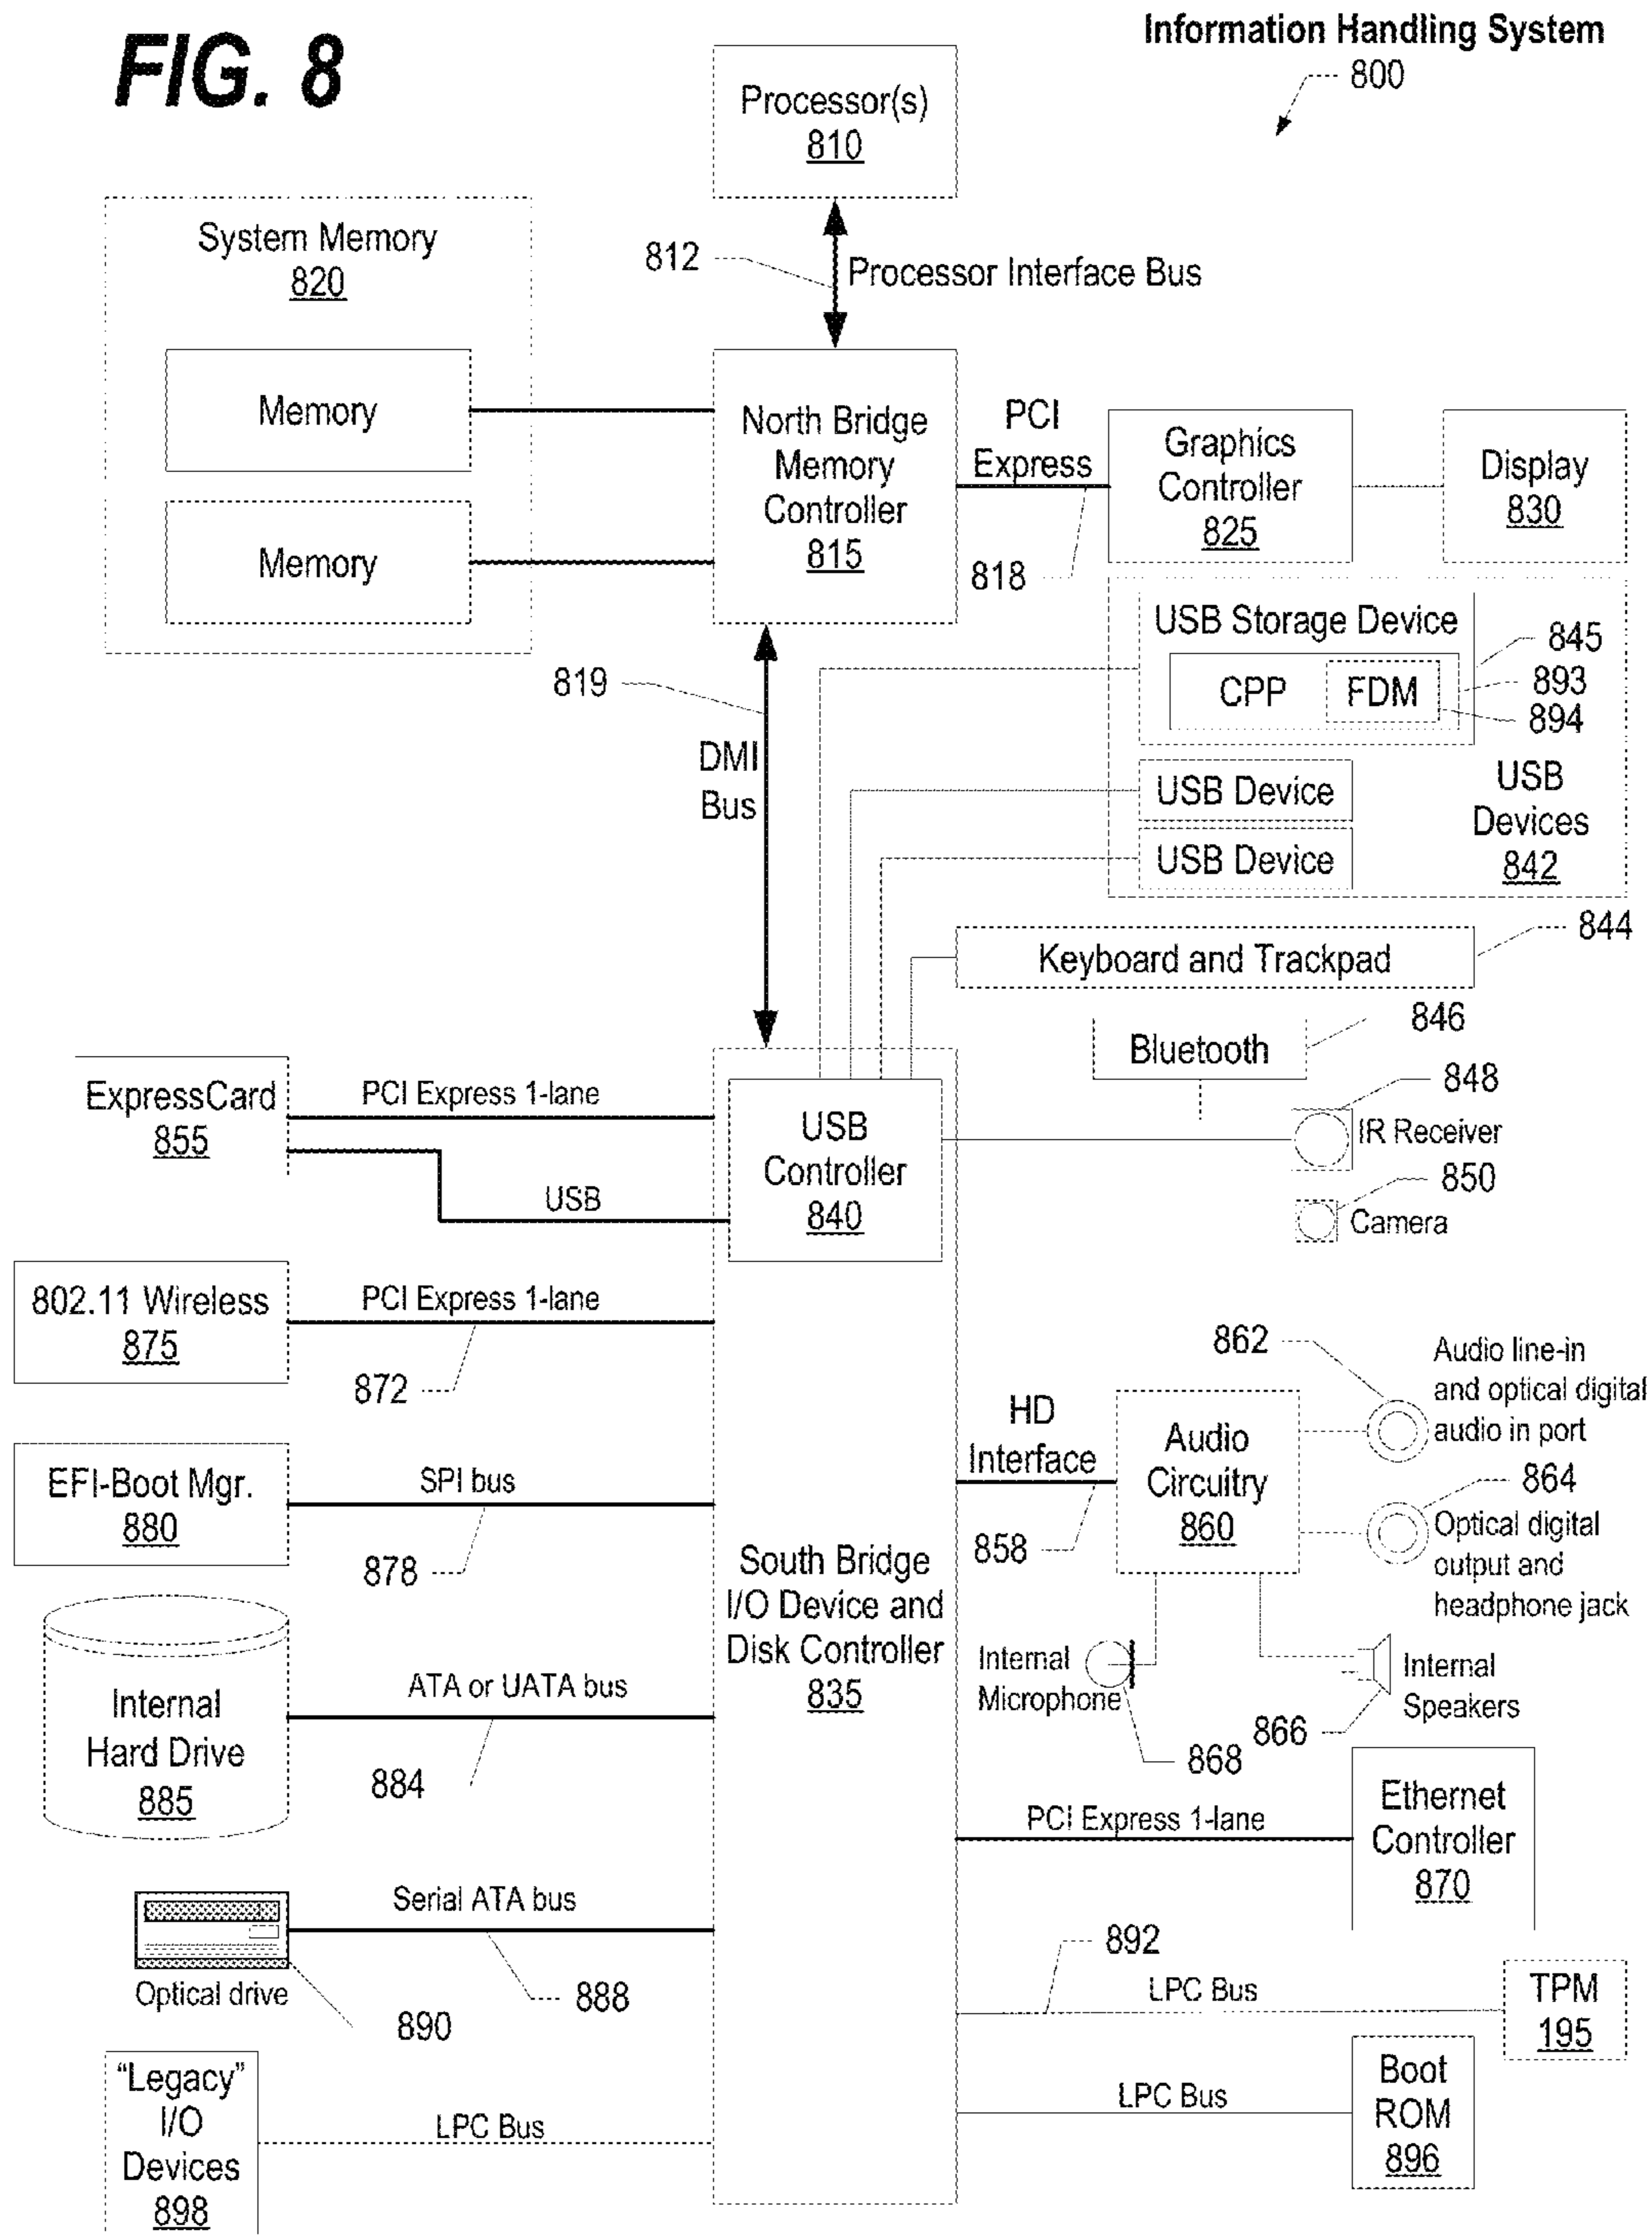 FIG. 8
Information Handling System
800
Processor(s)
810
812
Processor Interface Bus
System Memory
820
Memory
Memory
North Bridge
Memory
Controller
815
PCI
Express
818
Graphics
Controller
825
Display
830
USB Storage Device
CPP
FDM
845
893
894
USB Device
USB Device
USB
Devices
842
819
DMI
Bus
Keyboard and Trackpad
844
Bluetooth
846
848
IR Receiver
850
Camera
ExpressCard
855
PCI Express 1-lane
USB
USB
Controller
840
802.11 Wireless
875
PCI Express 1-lane
872
EFI-Boot Mgr.
880
SPI bus
878
South Bridge
I/O Device and
Disk Controller
835
HD
Interface
858
Audio
Circuitry
860
862
Audio line-in
and optical digital
audio in port
864
Optical digital
output and
headphone jack
Internal
Microphone
868
Internal
Speakers
866
Internal
Hard Drive
885
ATA or UATA bus
884
PCI Express 1-lane
Ethernet
Controller
870
Optical drive
890
Serial ATA bus
888
892
LPC Bus
TPM
195
"Legacy"
I/O
Devices
898
LPC Bus
LPC Bus
Boot
ROM
896